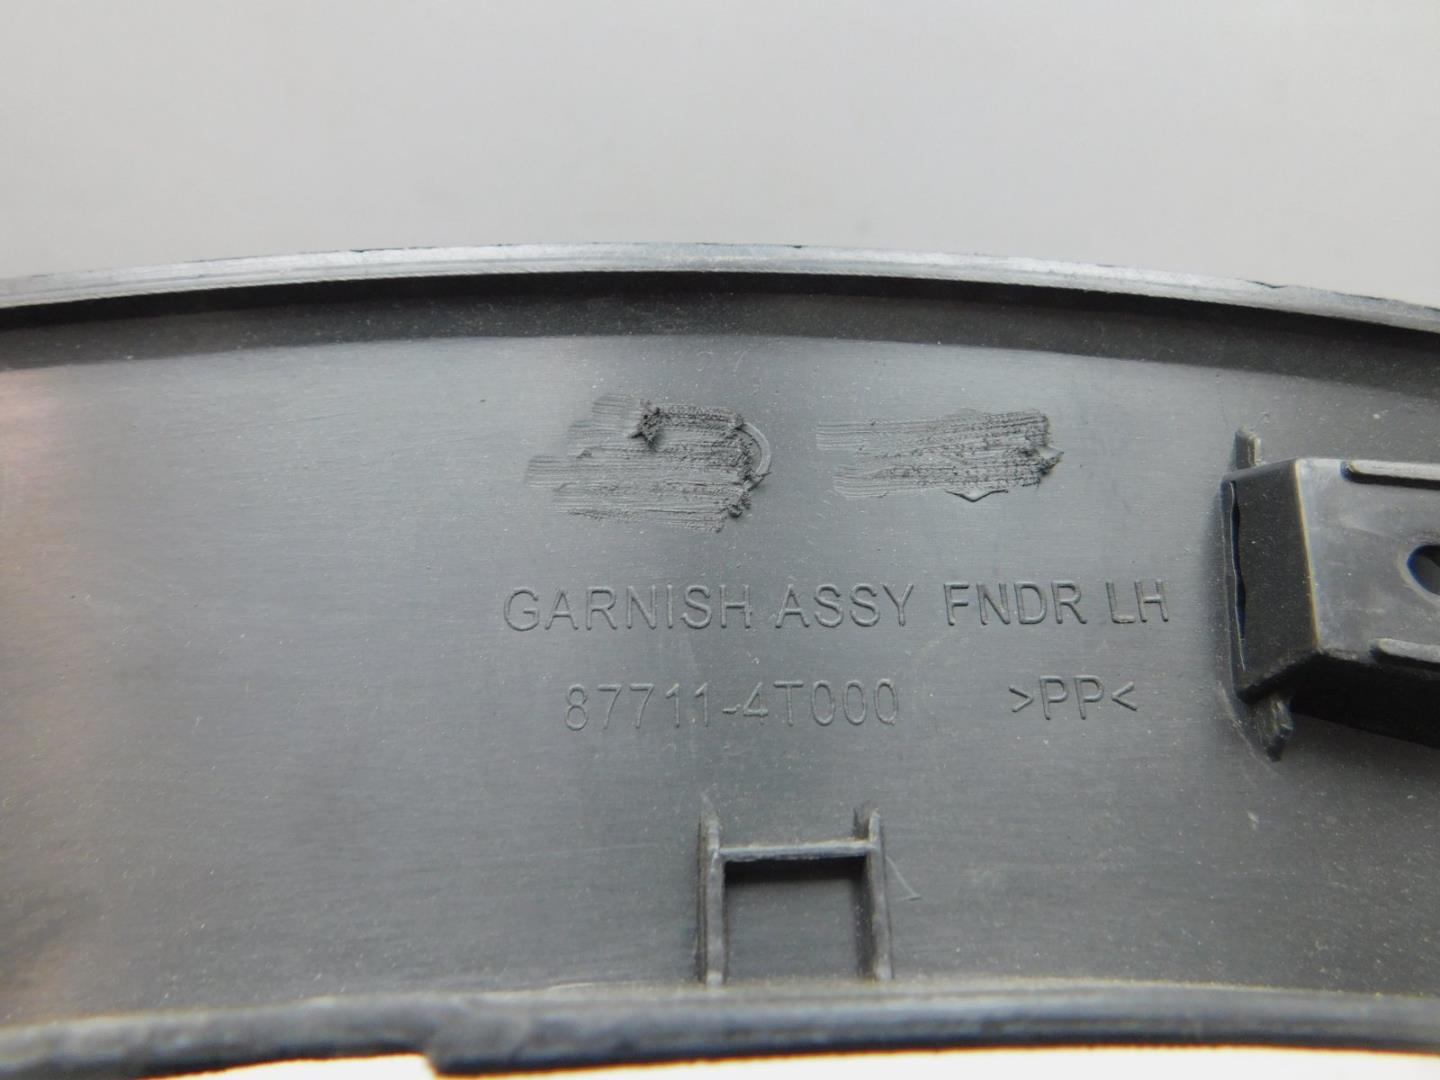 GARNISH ASSY FNDR LH
87711-4T000 >PP<